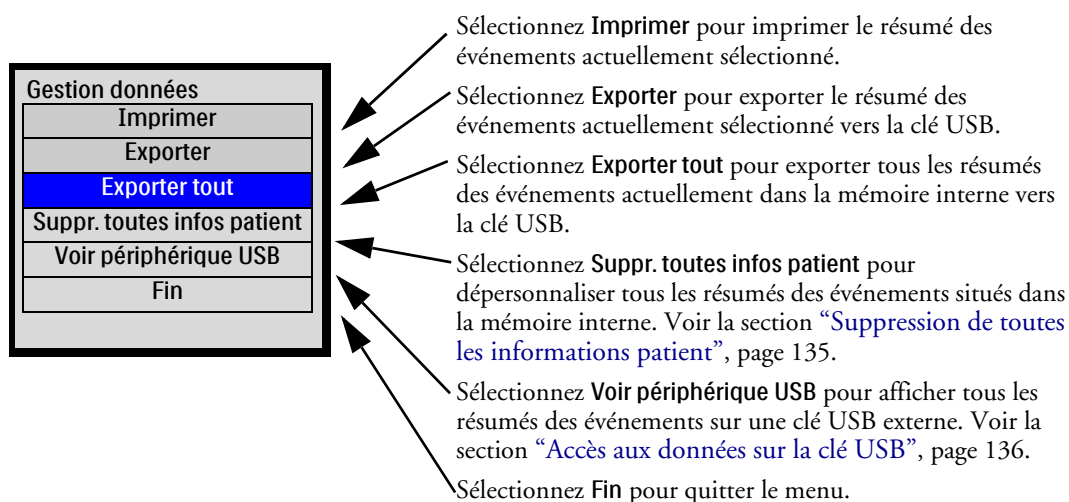 Gestion données
Imprimer
Exporter
Exporter tout
Suppr. toutes infos patient
Voir périphérique USB
Fin
Sélectionnez Imprimer pour imprimer le résumé des
événements actuellement sélectionné.
Sélectionnez Exporter pour exporter le résumé des
événements actuellement sélectionné vers la clé USB.
Sélectionnez Exporter tout pour exporter tous les résumés
des événements actuellement dans la mémoire interne vers
la clé USB.
Sélectionnez Suppr. toutes infos patient pour
dépersonnaliser tous les résumés des événements situés dans
la mémoire interne. Voir la section “Suppression de toutes
les informations patient”, page 135.
Sélectionnez Voir périphérique USB pour afficher tous les
résumés des événements sur une clé USB externe. Voir la
section “Accès aux données sur la clé USB”, page 136.
Sélectionnez Fin pour quitter le menu.